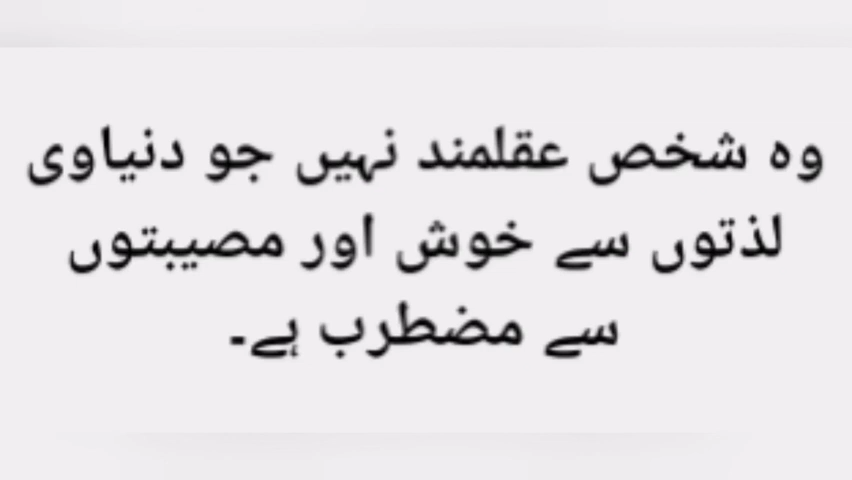 وہ شخص عقلمند نہیں جو دنیاوی
لذتوں سے خوش اور مصیبتوں
سے مضطرب ہے۔